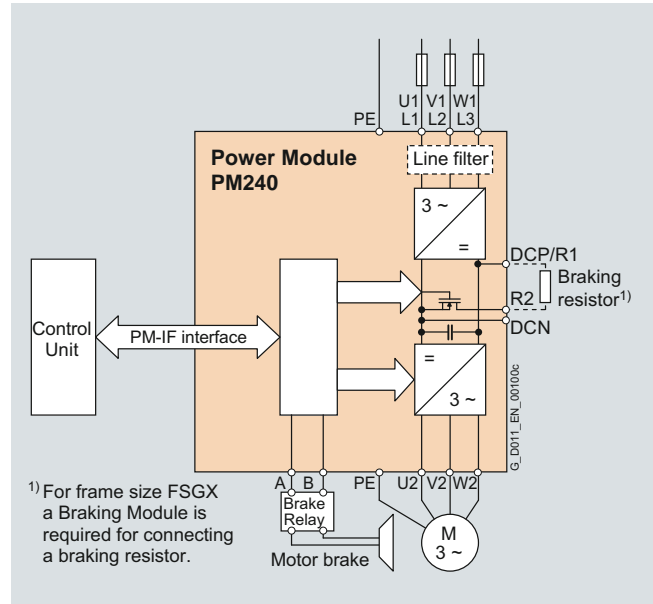 U1 V1 W1
PE L1 L2 L3
Power Module
PM240
Line filter
3 ~
=
DCP/R1
Braking
resistor1)
R2
DCN
Control
Unit
PM-IF interface
=
3 ~
G_D011_EN_00100c
A B PE U2 V2 W2
Brake
Relay
M
3 ~
Motor brake
1) For frame size FSGX
a Braking Module is
required for connecting
a braking resistor.